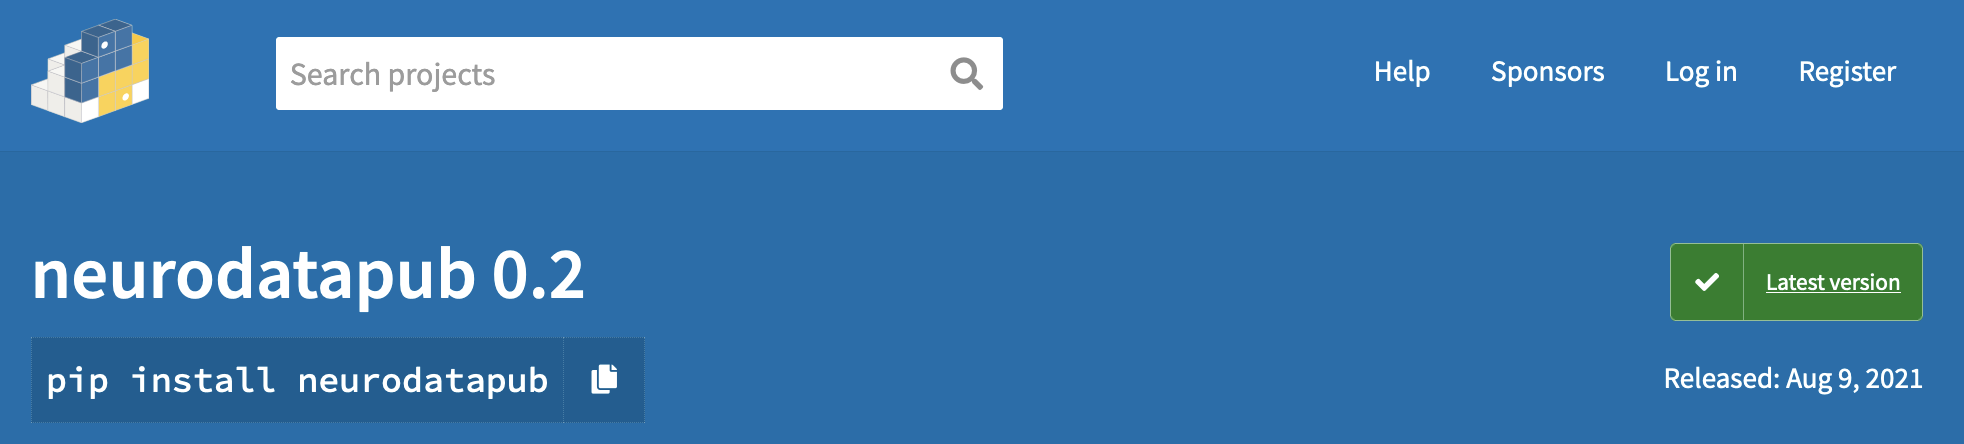 Search projects
Help
Sponsors
Log in
Register
neurodatapub 0.2
Latest version
pip install neurodatapub
Released: Aug 9, 2021